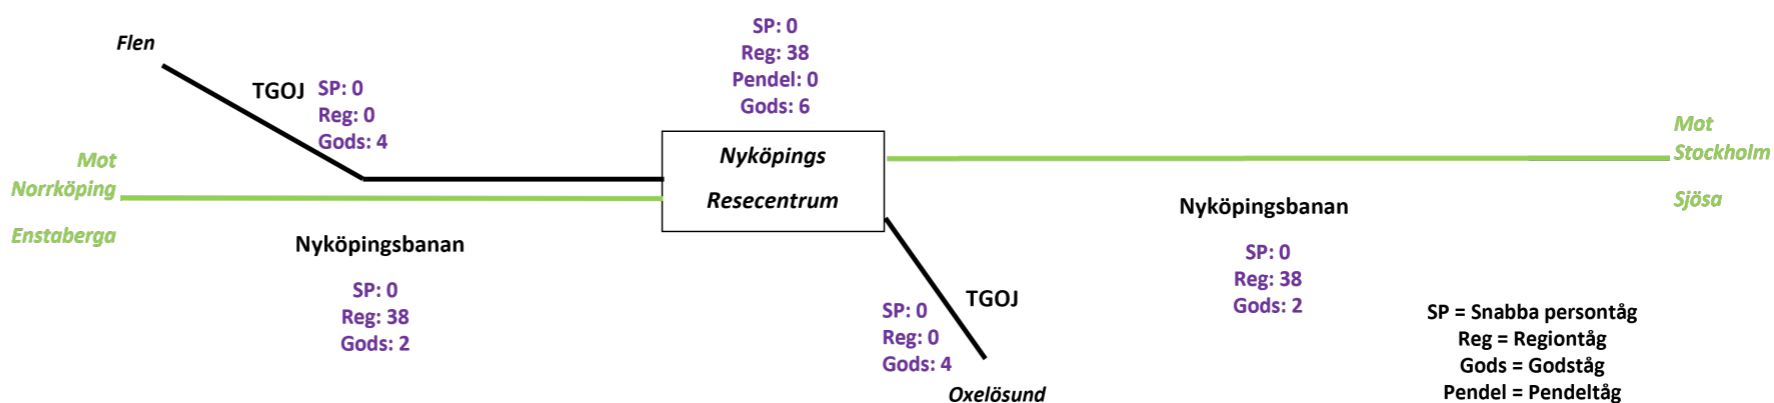 Flen
TGOJ
SP: 0
Reg: 0
Gods: 4
Mot
Norrköping
Enstaberga
Nyköpingsbanan
SP: 0
Reg: 38
Gods: 2
SP: 0
Reg: 38
Pendel: 0
Gods: 6
Nyköpings
Resecentrum
TGOJ
SP: 0
Reg: 0
Gods: 4
Oxelösund
Mot
Stockholm
Sjösa
Nyköpingsbanan
SP: 0
Reg: 38
Gods: 2
SP = Snabba persontåg
Reg = Regiontåg
Gods = Godståg
Pendel = Pendeltåg